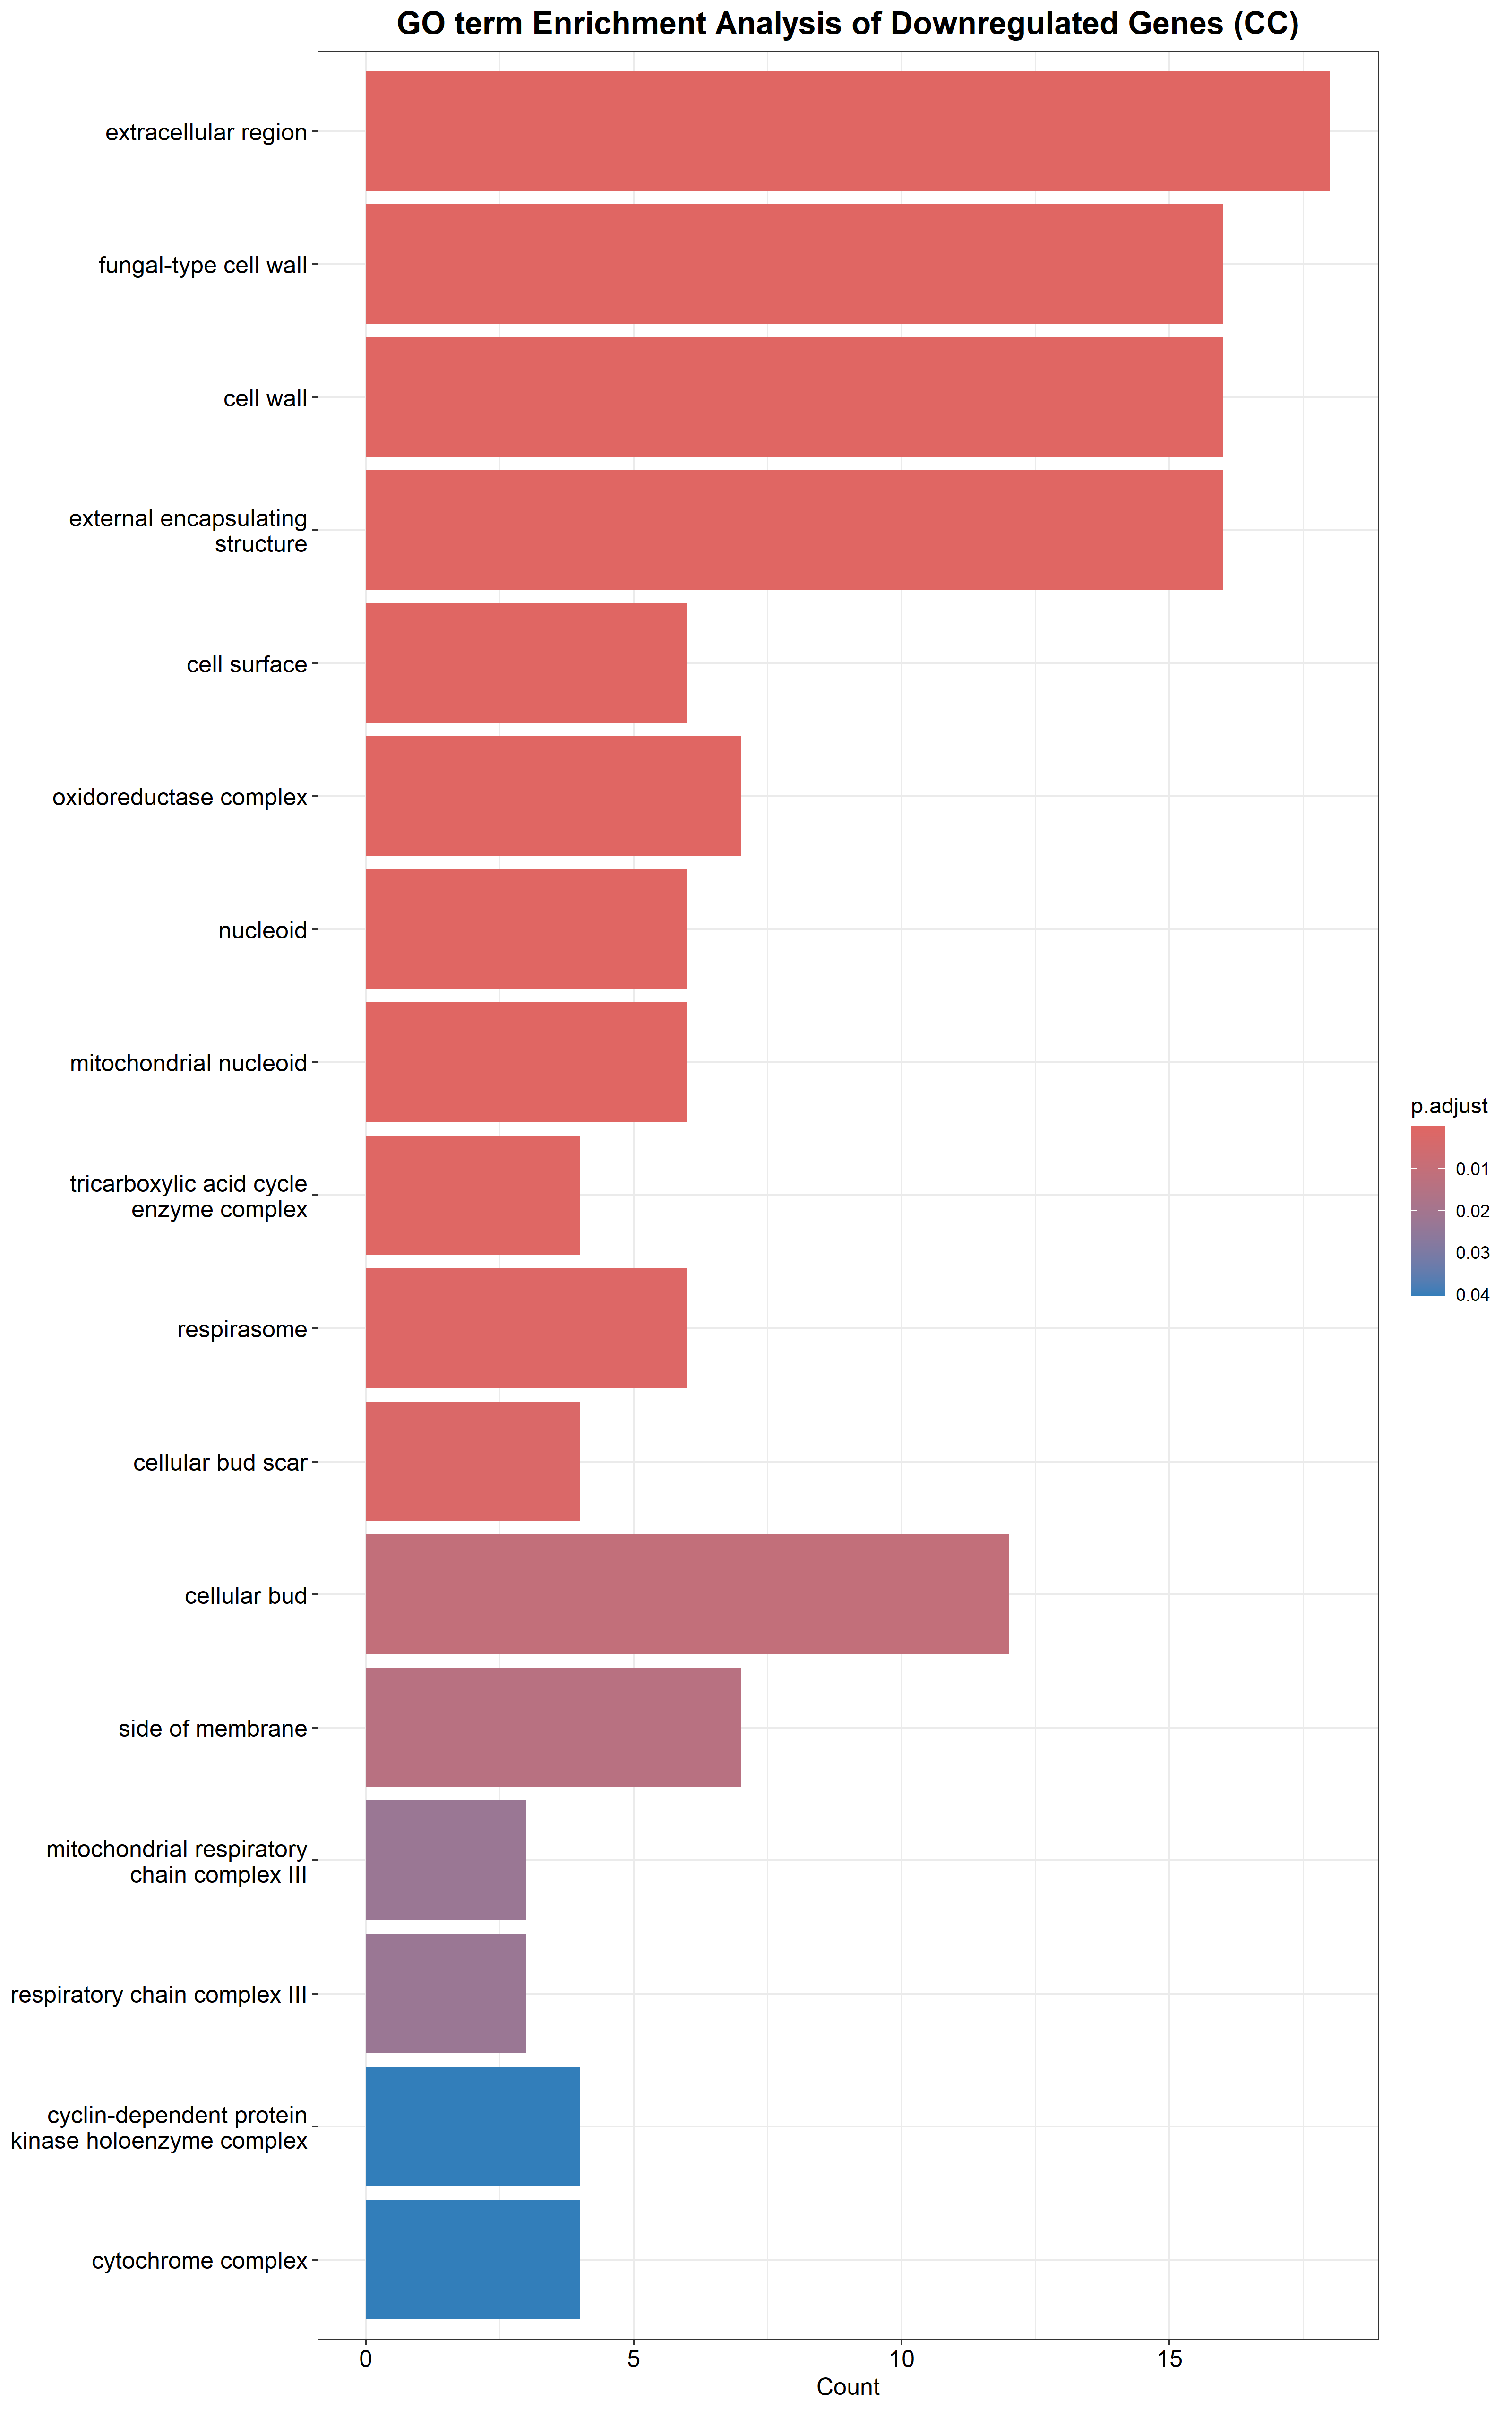 GO term Enrichment Analysis of Downregulated Genes (CC)
extracellular region
fungal-type cell wall
cell wall
external encapsulating
structure
cell surface
oxidoreductase complex
nucleoid
mitochondrial nucleoid
tricarboxylic acid cycle
enzyme complex
respirasome
cellular bud scar
cellular bud
side of membrane
mitochondrial respiratory
chain complex III
respiratory chain complex III
cyclin-dependent protein
kinase holoenzyme complex
cytochrome complex
0 5 10 15
Count
p.adjust
0.01
0.02
0.03
0.04